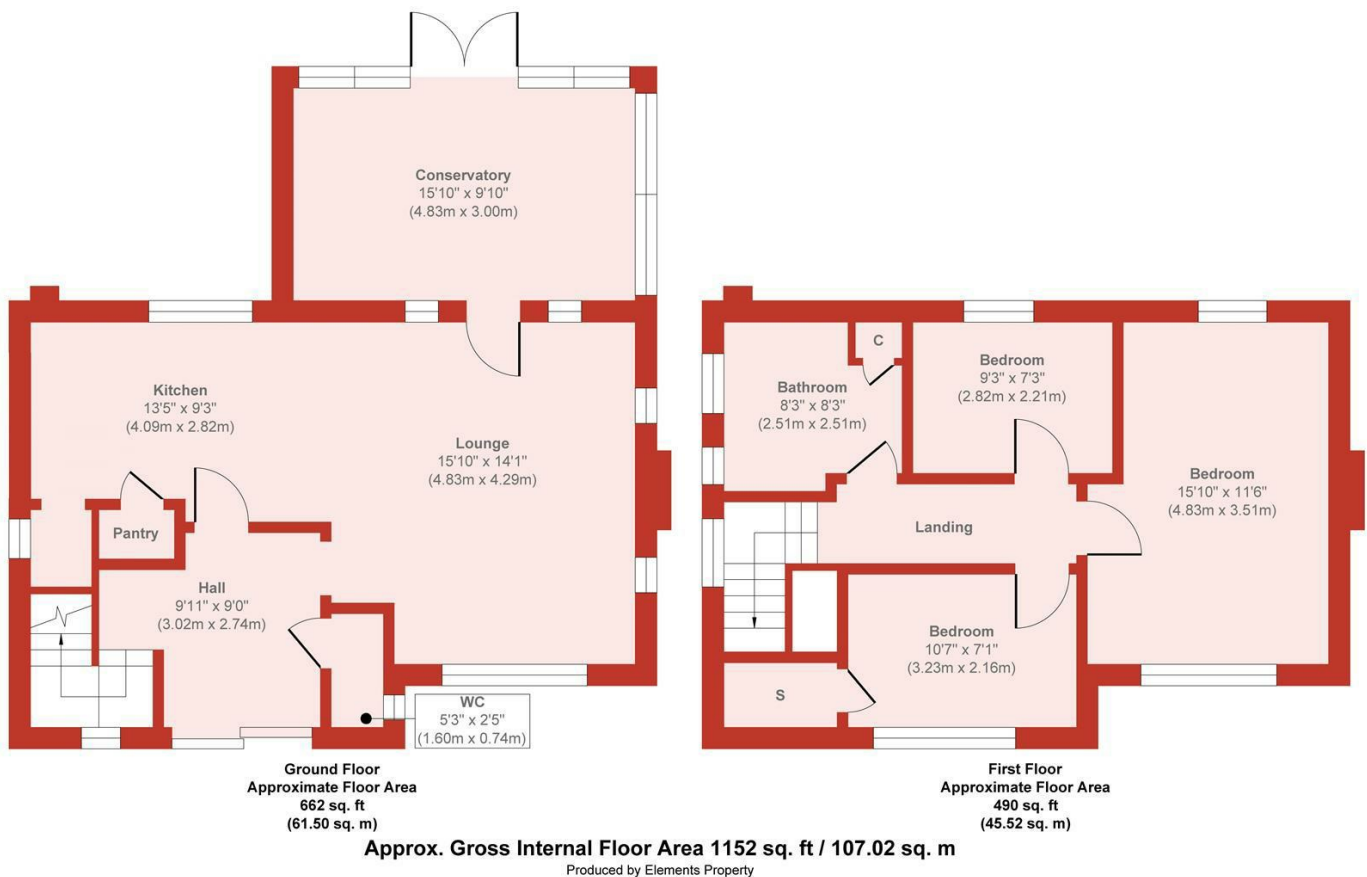 Conservatory
15'10" x 9'10"
(4.83m x 3.00m)
Kitchen
13'5" x 9'3"
(4.09m x 2.82m)
Lounge
15'10" x 14'1"
(4.83m x 4.29m)
Pantry
Hall
9'11" x 9'0"
(3.02m x 2.74m)
WC
5'3" x 2'5"
(1.60m x 0.74m)
Ground Floor
Approximate Floor Area
662 sq. ft
(61.50 sq. m)
C
Bathroom
8'3" x 8'3"
(2.51m x 2.51m)
Bedroom
9'3" x 7'3"
(2.82m x 2.21m)
Bedroom
15'10" x 11'6"
(4.83m x 3.51m)
Landing
Bedroom
10'7" x 7'1"
(3.23m x 2.16m)
S
First Floor
Approximate Floor Area
490 sq. ft
(45.52 sq. m)
Approx. Gross Internal Floor Area 1152 sq. ft / 107.02 sq. m
Produced by Elements Property